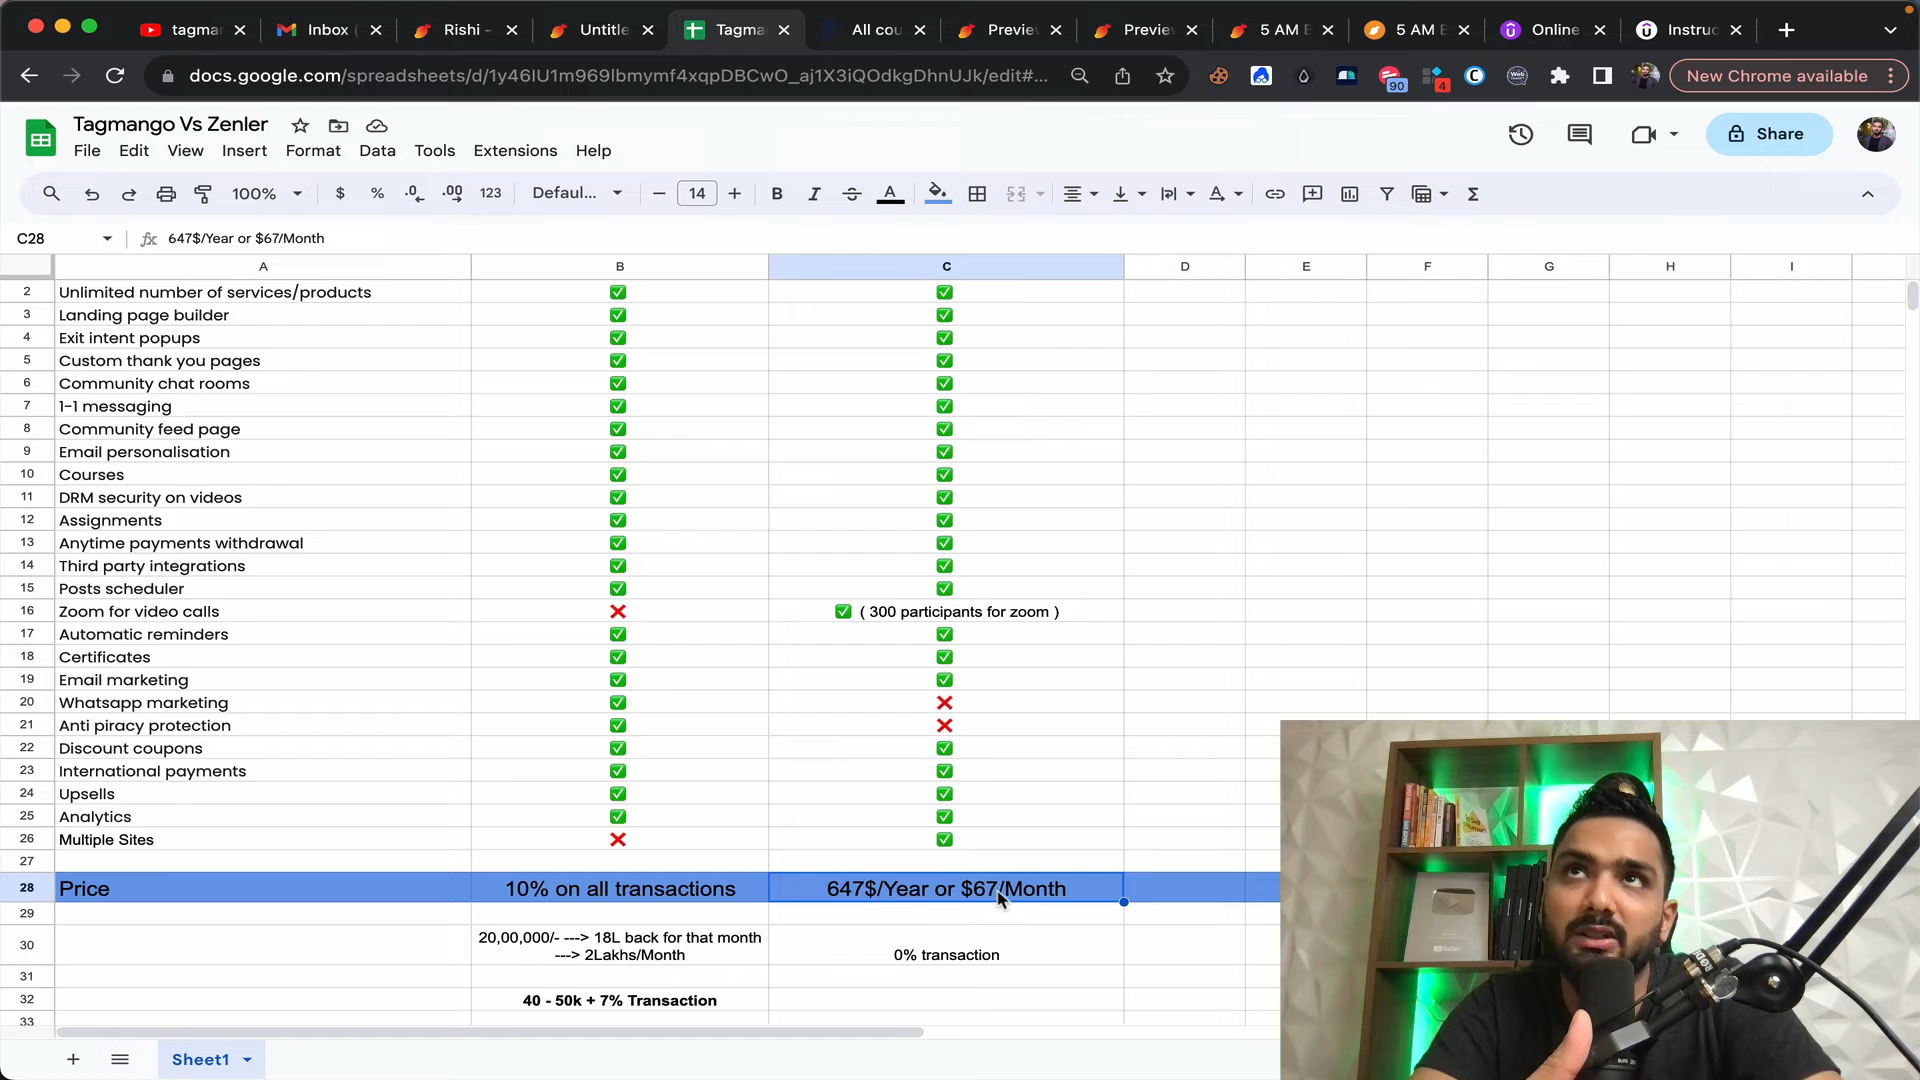 tagmar
Inbox (
Rishi -
Untitle
Tagma
All cou
Preview
Preview
5 AM E
5 AM E
Online
Instruc
docs.google.com/spreadsheets/d/1y46IU1m969lbmymf4xqpDBCwO_aj1X3iQOdkgDhnUJk/edit#...
90
4
New Chrome available
Tagmango Vs Zenler
File Edit View Insert Format Data Tools Extensions Help
Share
100% $ % .0 .00 123 Defaul... 14 B I A
C28 fx 647$/Year or $67/Month
A B C D E F G H I
2 Unlimited number of services/products ✅ ✅
3 Landing page builder ✅ ✅
4 Exit intent popups ✅ ✅
5 Custom thank you pages ✅ ✅
6 Community chat rooms ✅ ✅
7 1-1 messaging ✅ ✅
8 Community feed page ✅ ✅
9 Email personalisation ✅ ✅
10 Courses ✅ ✅
11 DRM security on videos ✅ ✅
12 Assignments ✅ ✅
13 Anytime payments withdrawal ✅ ✅
14 Third party integrations ✅ ✅
15 Posts scheduler ✅ ✅
16 Zoom for video calls ❌ ✅ ( 300 participants for zoom )
17 Automatic reminders ✅ ✅
18 Certificates ✅ ✅
19 Email marketing ✅ ✅
20 Whatsapp marketing ✅ ❌
21 Anti piracy protection ✅ ❌
22 Discount coupons ✅ ✅
23 International payments ✅ ✅
24 Upsells ✅ ✅
25 Analytics ✅ ✅
26 Multiple Sites ❌ ✅
27
28 Price 10% on all transactions 647$/Year or $67/Month
29
30 20,00,000/- ---> 18L back for that month
---> 2Lakhs/Month 0% transaction
31
32 40 - 50k + 7% Transaction
33
Sheet1